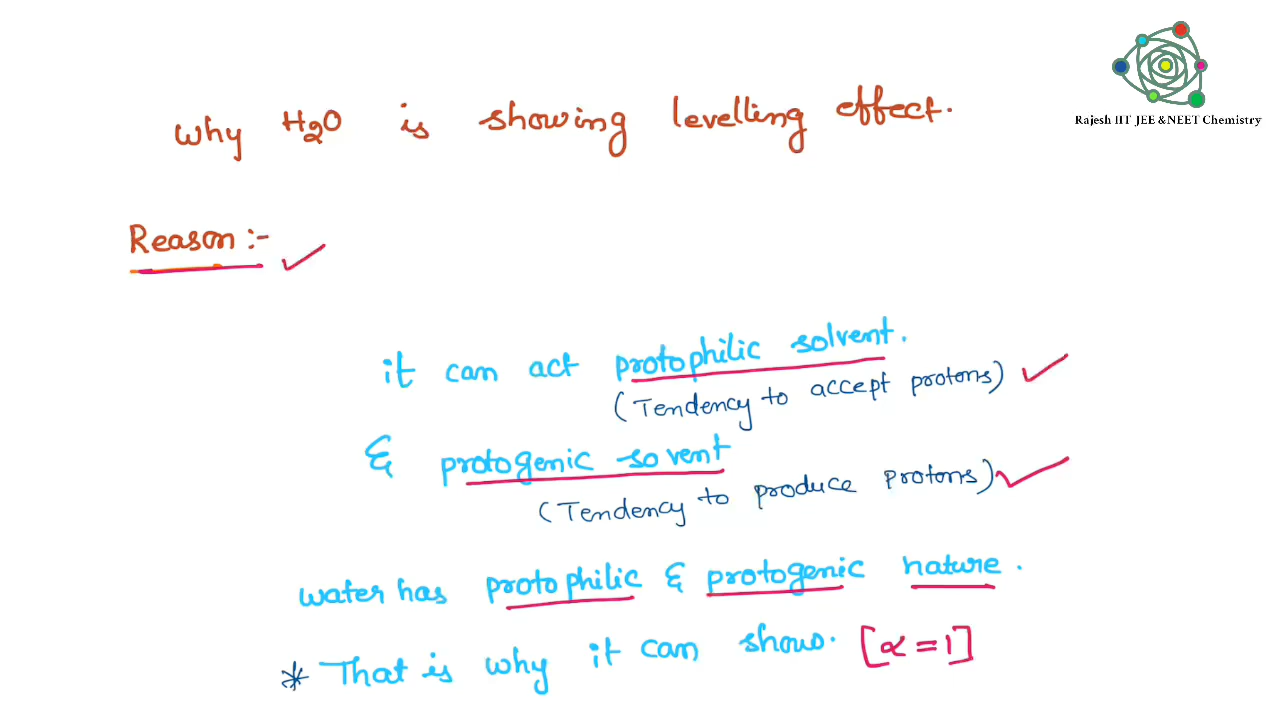 why H2O is showing levelling effect.
Rajesh IIT JEE &NEET Chemistry
Reason :-
it can act protophilic solvent.
(Tendency to accept protons)
& protogenic so vent
(Tendency to produce protons)
water has protophilic & protogenic nature.
* That is why it can show. [α=1]